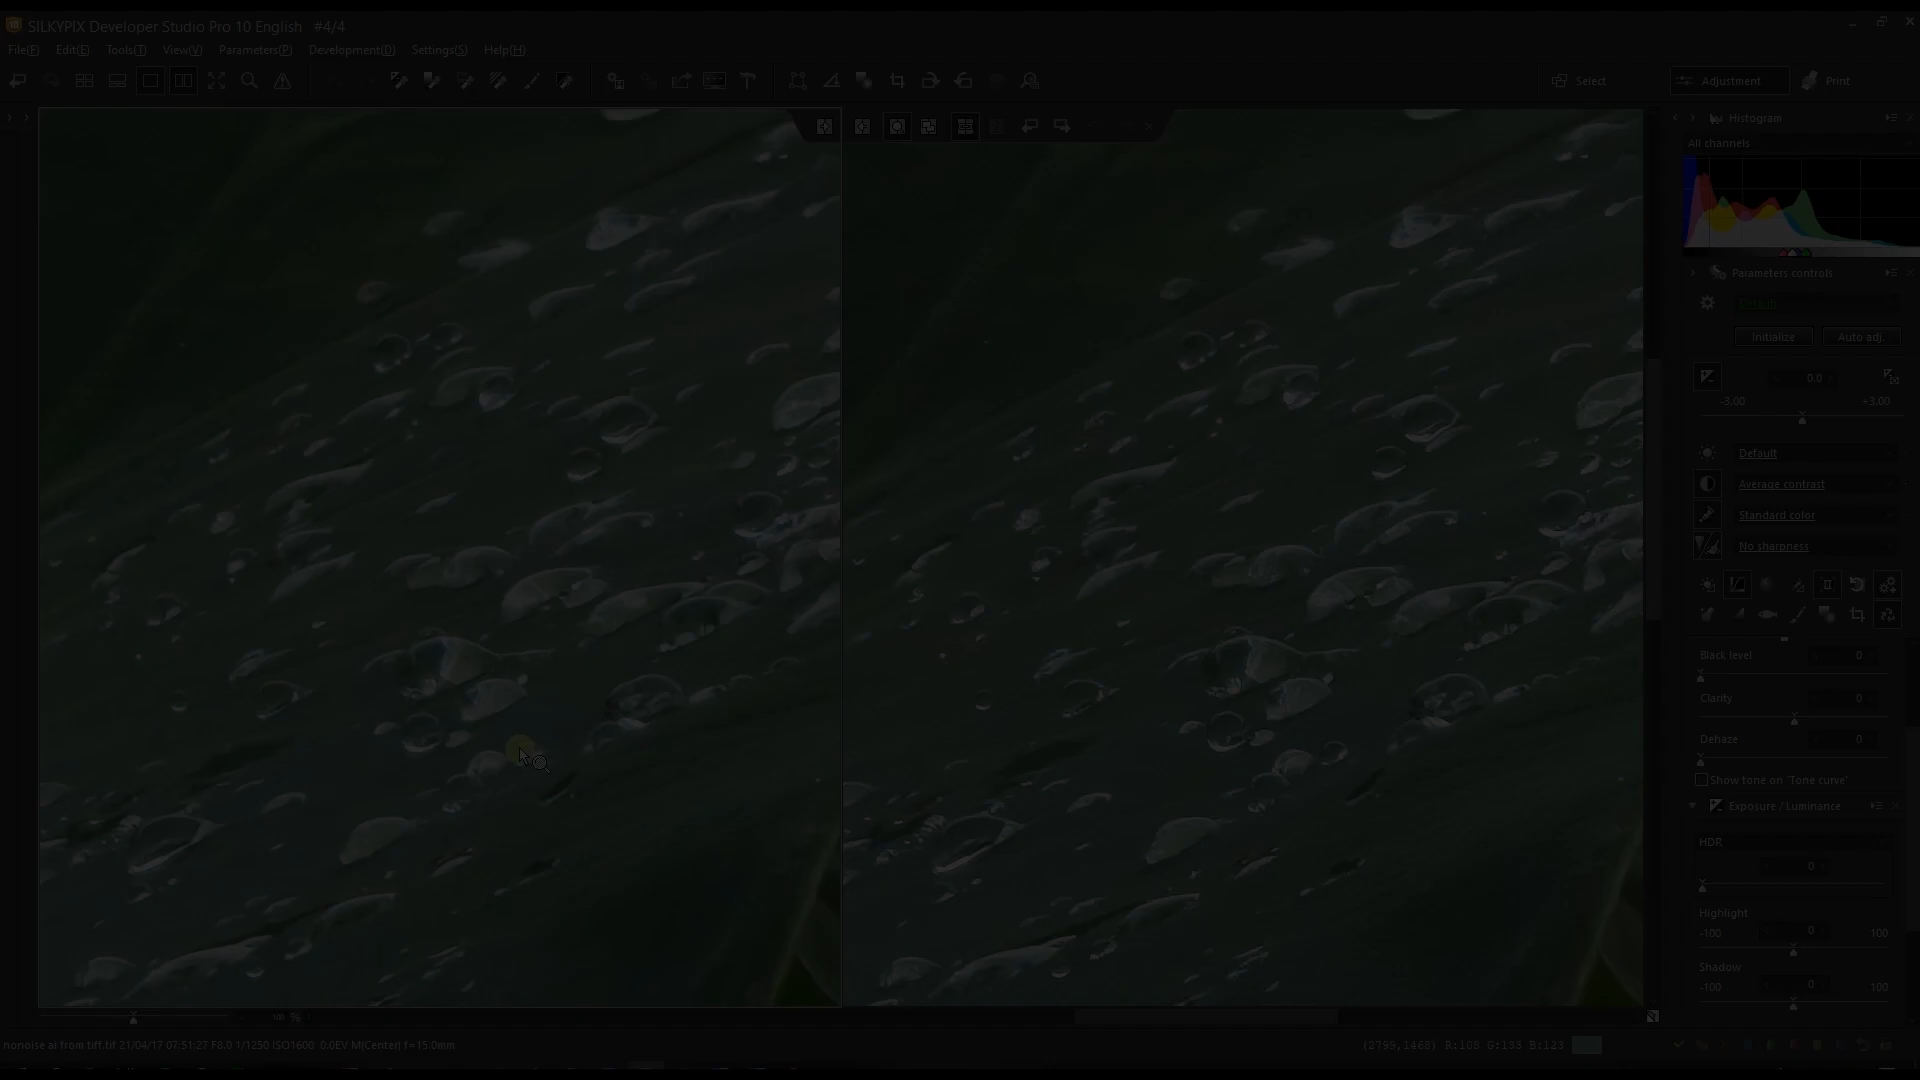 SILKYPIX Developer Studio Pro 10 English #4/4
File(F) Edit(E) Tools(T) View(V) Parameters(P) Development(D) Settings(S) Help(H)
Select Adjustment Print
Histogram
All channels
Parameters controls
Default
Initialize Auto adj.
0.0
-3.00 +3.00
Default
Average contrast
Standard color
No sharpness
Black level 0
Clarity 0
Dehaze 0
Show tone on 'Tone curve'
Exposure / Luminance
HDR
0
Highlight
-100 0 100
Shadow
-100 0 100
100 %
nonoise ai from tiff.tif 21/04/17 07:51:27 F8.0 1/1250 ISO1600 0.0EV M(Center) f=15.0mm
(2799,1468) R:108 G:133 B:123